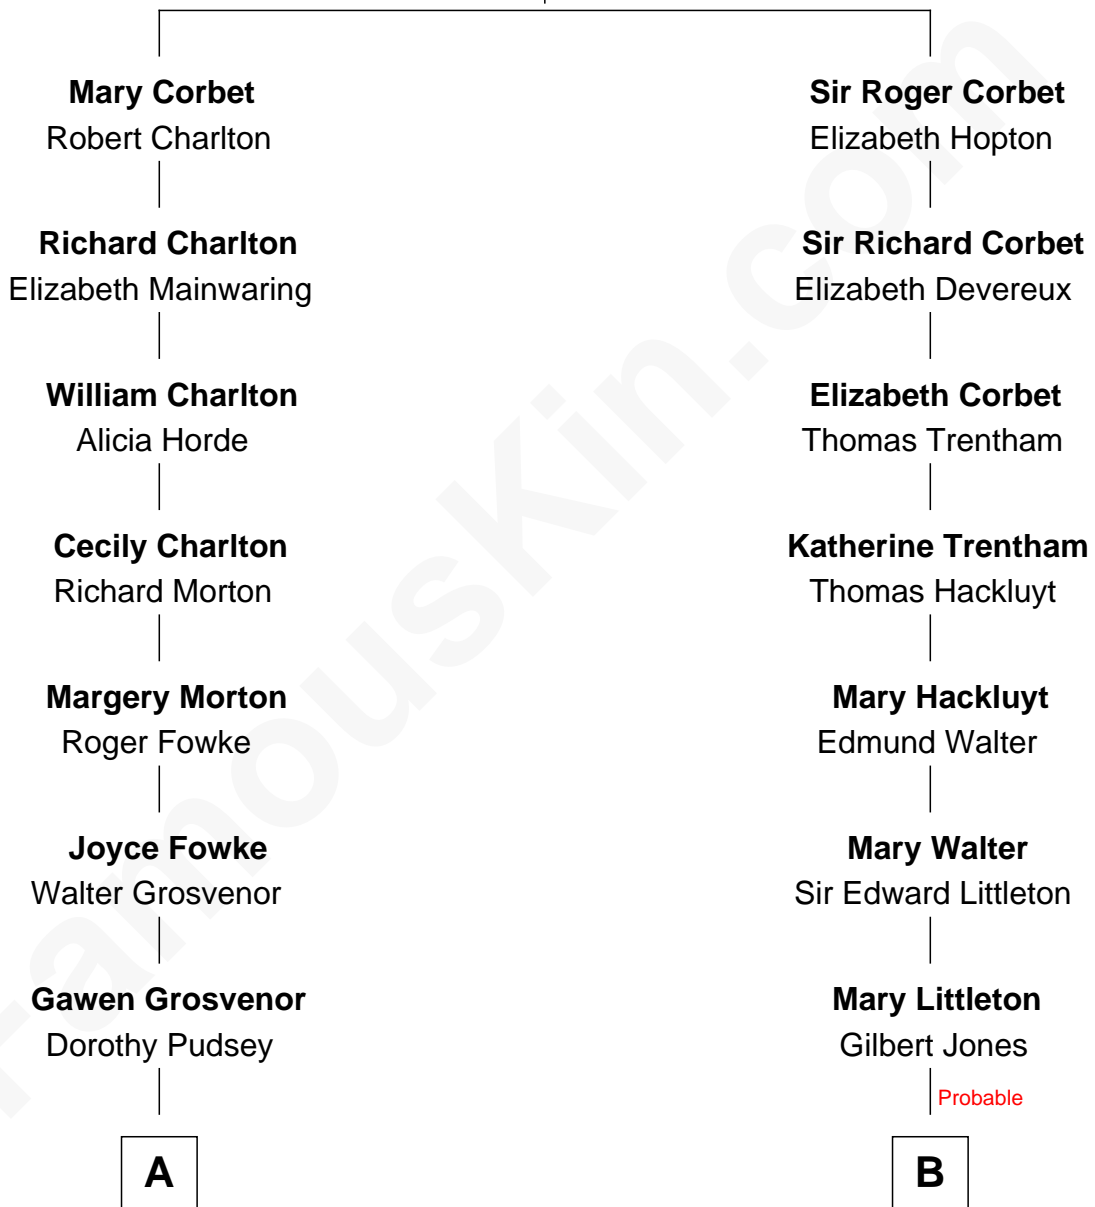 Mary Corbet
Robert Charlton
Richard Charlton
Elizabeth Mainwaring
William Charlton
Alicia Horde
Cecily Charlton
Richard Morton
Margery Morton
Roger Fowke
Joyce Fowke
Walter Grosvenor
Gawen Grosvenor
Dorothy Pudsey
A
Sir Roger Corbet
Elizabeth Hopton
Sir Richard Corbet
Elizabeth Devereux
Elizabeth Corbet
Thomas Trentham
Katherine Trentham
Thomas Hackluyt
Mary Hackluyt
Edmund Walter
Mary Walter
Sir Edward Littleton
Mary Littleton
Gilbert Jones
Probable
B
FamousKin.com